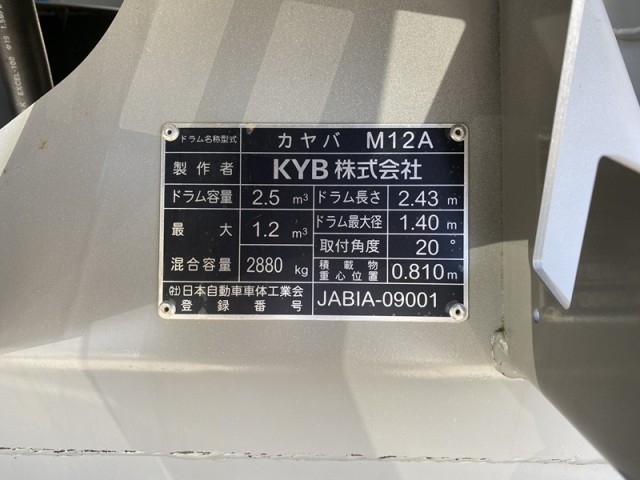 ドラム名称型式 カヤバ M12A
製作者 KYB株式会社
ドラム容量 2.5 m³ ドラム長さ 2.43 m
最大 1.2 m³ ドラム最大径 1.40 m
取付角度 20°
混合容量 2880 kg 積載物重心位置 0.810 m
㈳日本自動車車体工業会
登録番号 JABIA-09001
EXCEL-100